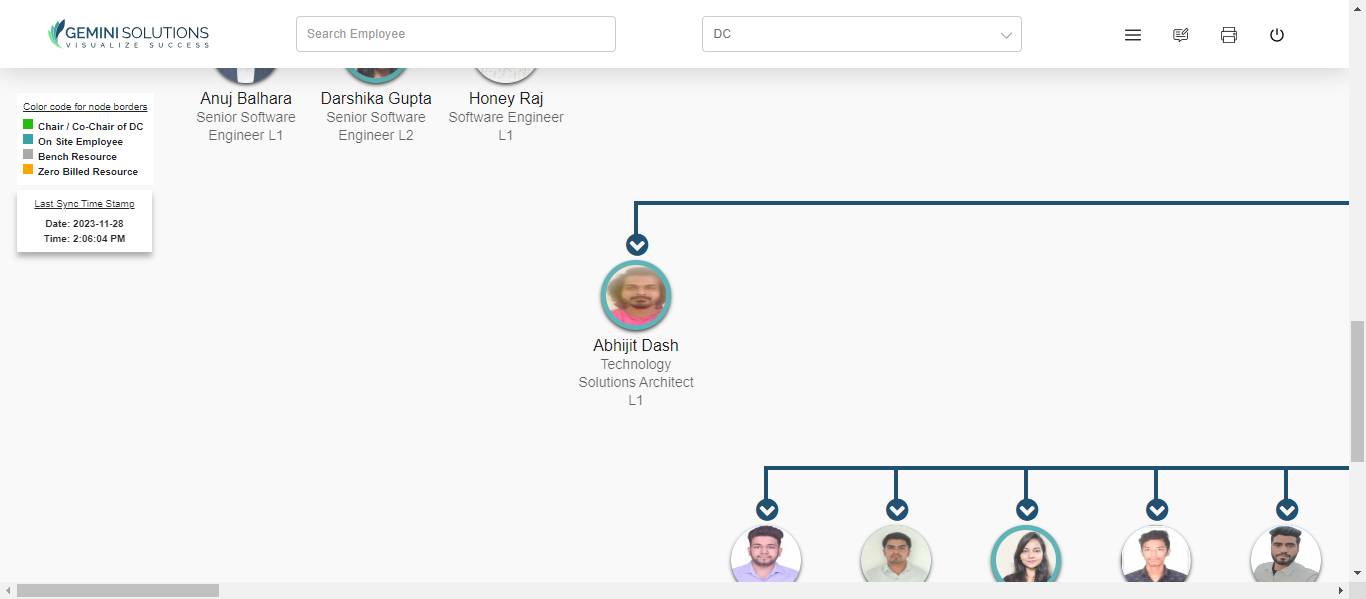 GEMINI SOLUTIONS
VISUALIZE SUCCESS
Search Employee
DC
Color code for node borders
Chair / Co-Chair of DC
On Site Employee
Bench Resource
Zero Billed Resource
Last Sync Time Stamp
Date: 2023-11-28
Time: 2:06:04 PM
Anuj Balhara
Senior Software
Engineer L1
Darshika Gupta
Senior Software
Engineer L2
Honey Raj
Software Engineer
L1
Abhijit Dash
Technology
Solutions Architect
L1